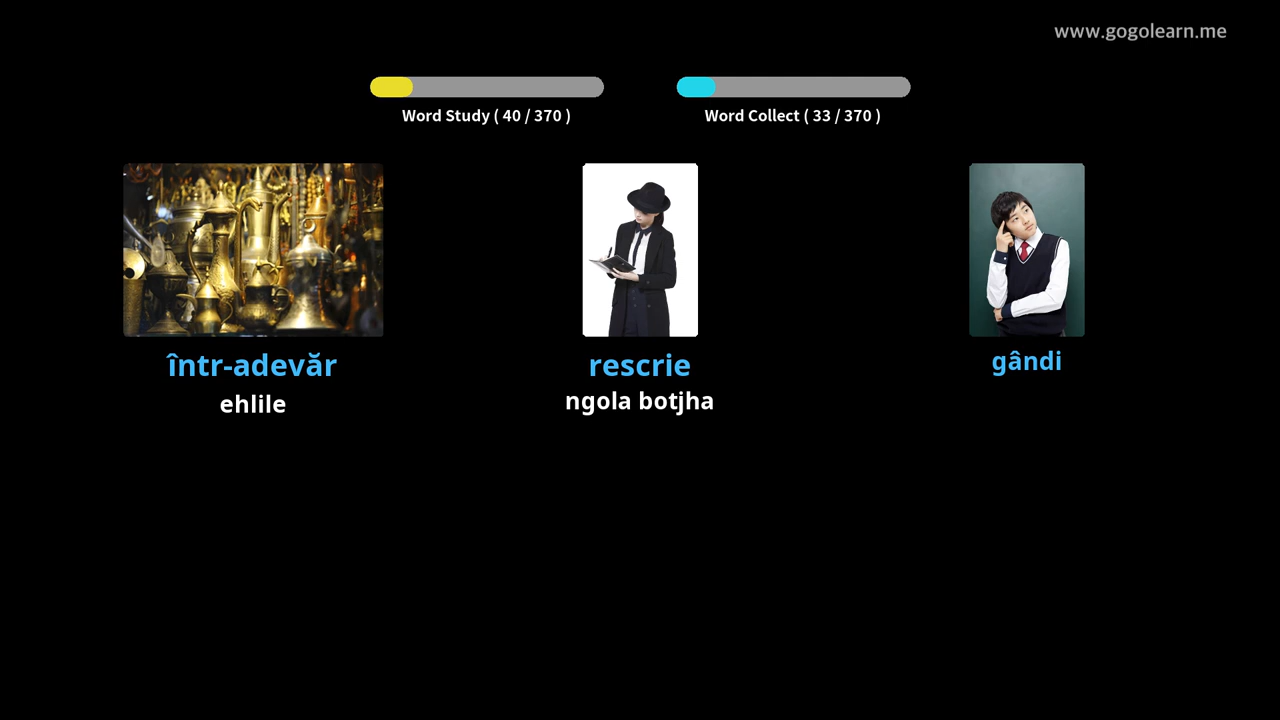 www.gogolearn.me
Word Study ( 40 / 370 )
Word Collect ( 33 / 370 )
într-adevăr
rescrie
gândi
ehlile
ngola botjha